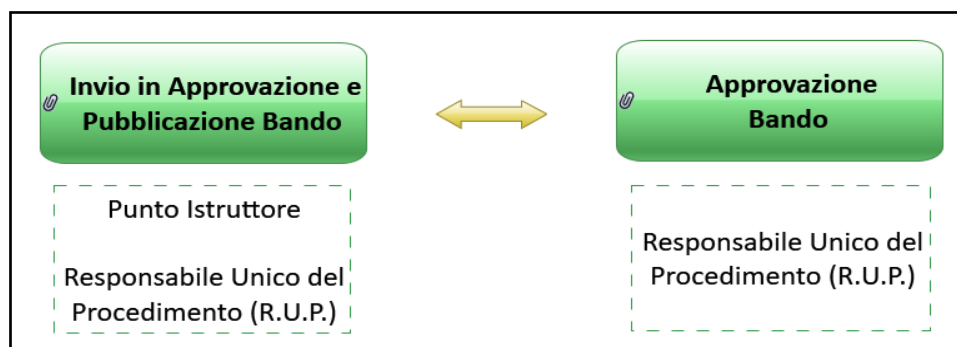 Invio in Approvazione e
Pubblicazione Bando
Approvazione
Bando
Punto Istruttore
Responsabile Unico del
Procedimento (R.U.P.)
Responsabile Unico del
Procedimento (R.U.P.)